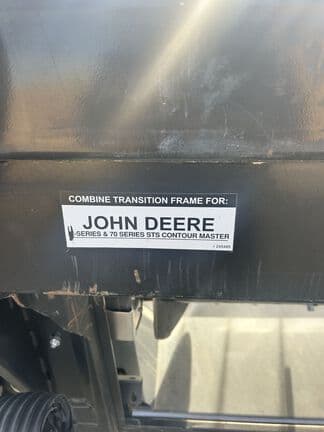 COMBINE TRANSITION FRAME FOR:
JOHN DEERE
-SERIES & 70 SERIES STS CONTOUR MASTER